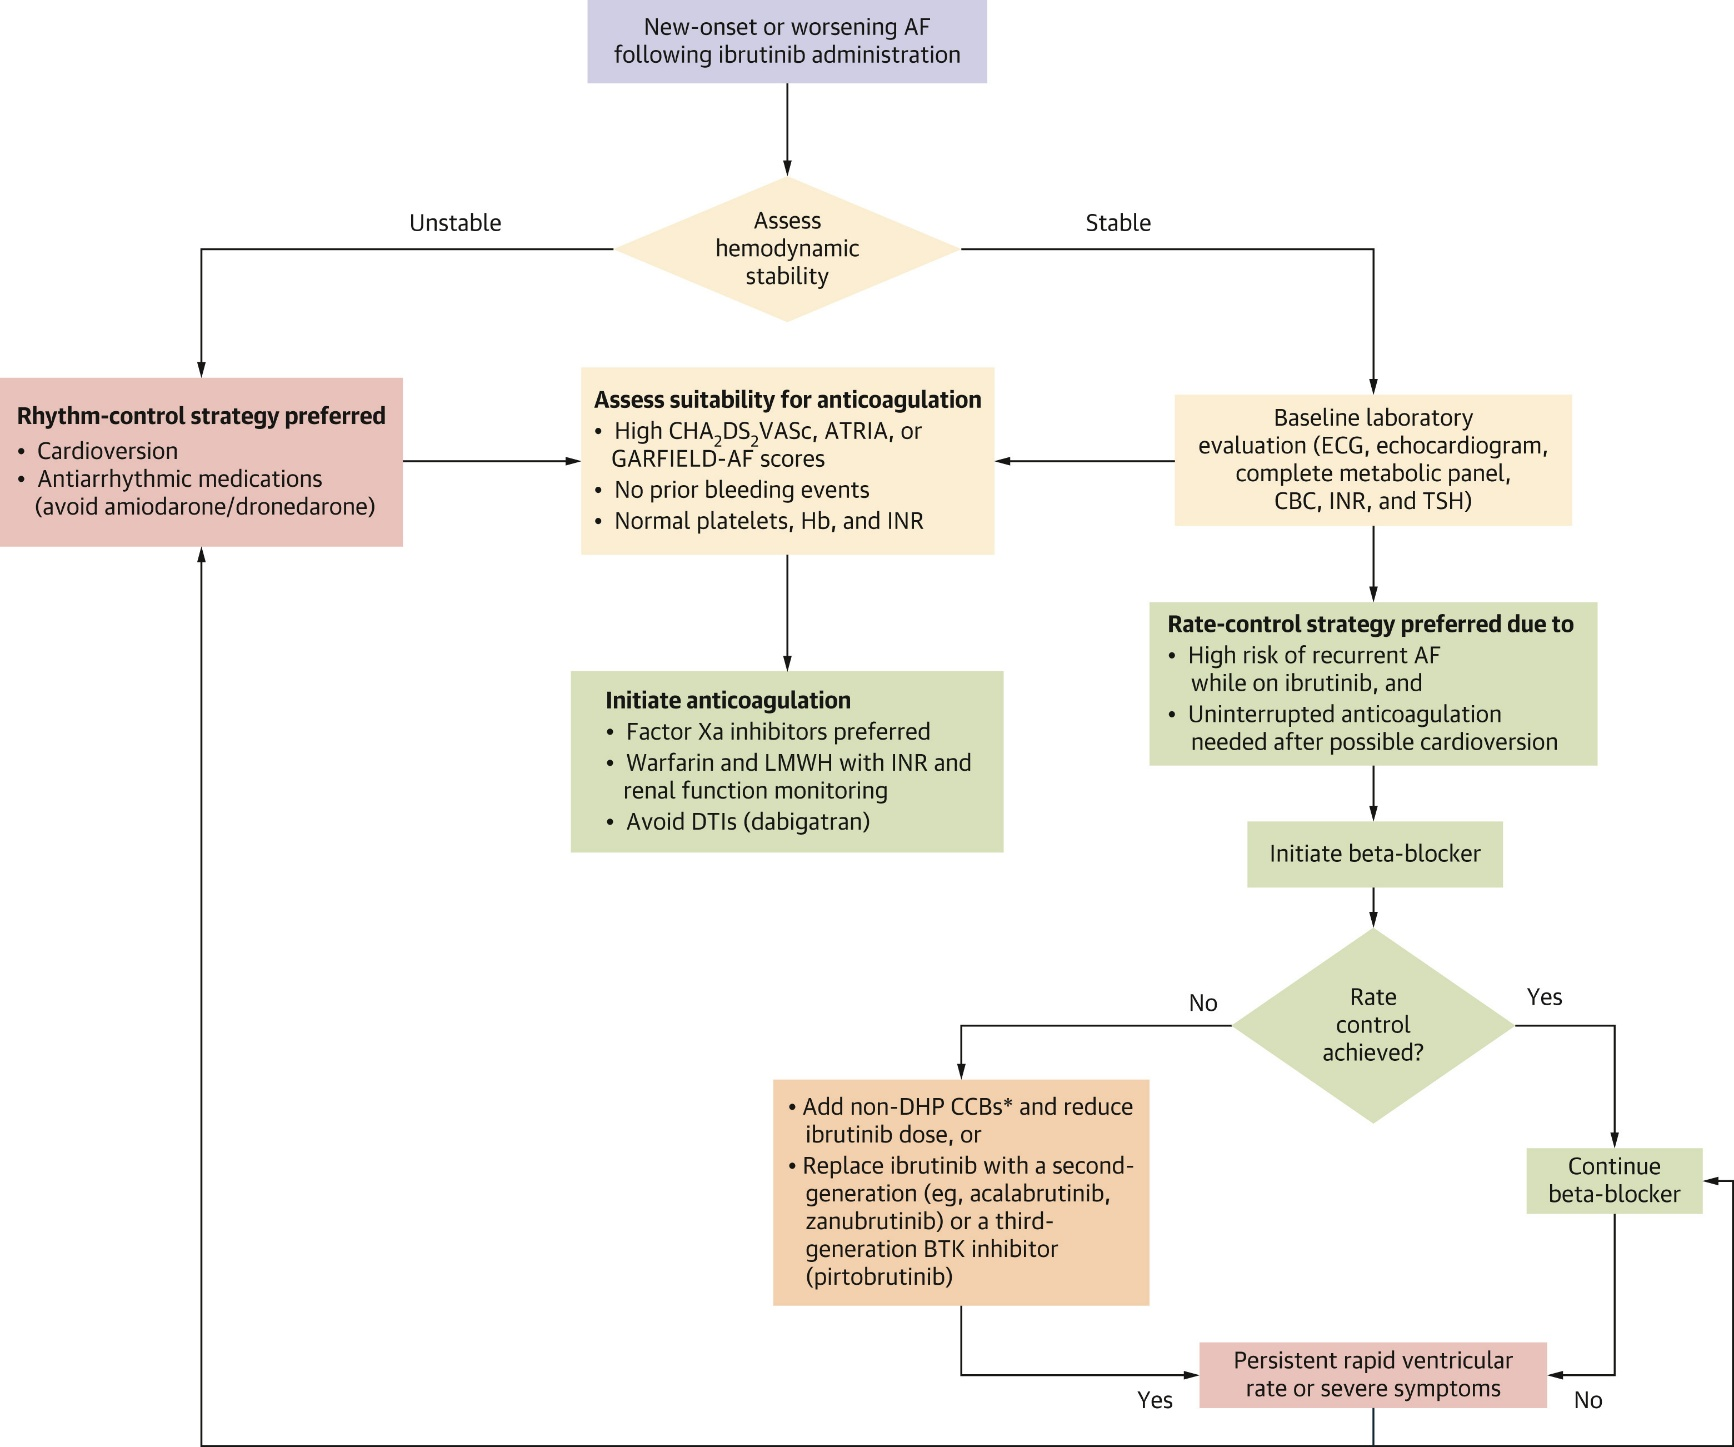 New-onset or worsening AF
following ibrutinib administration
Unstable
Assess
hemodynamic
stability
Stable
Rhythm-control strategy preferred
• Cardioversion
• Antiarrhythmic medications
(avoid amiodarone/dronedarone)
Assess suitability for anticoagulation
• High CHA₂DS₂VASc, ATRIA, or
GARFIELD-AF scores
• No prior bleeding events
• Normal platelets, Hb, and INR
Baseline laboratory
evaluation (ECG, echocardiogram,
complete metabolic panel,
CBC, INR, and TSH)
Initiate anticoagulation
• Factor Xa inhibitors preferred
• Warfarin and LMWH with INR and
renal function monitoring
• Avoid DTIs (dabigatran)
Rate-control strategy preferred due to
• High risk of recurrent AF
while on ibrutinib, and
• Uninterrupted anticoagulation
needed after possible cardioversion
Initiate beta-blocker
Rate
control
achieved?
No
Yes
• Add non-DHP CCBs* and reduce
ibrutinib dose, or
• Replace ibrutinib with a second-
generation (eg, acalabrutinib,
zanubrutinib) or a third-
generation BTK inhibitor
(pirtobrutinib)
Continue
beta-blocker
Persistent rapid ventricular
rate or severe symptoms
Yes
No